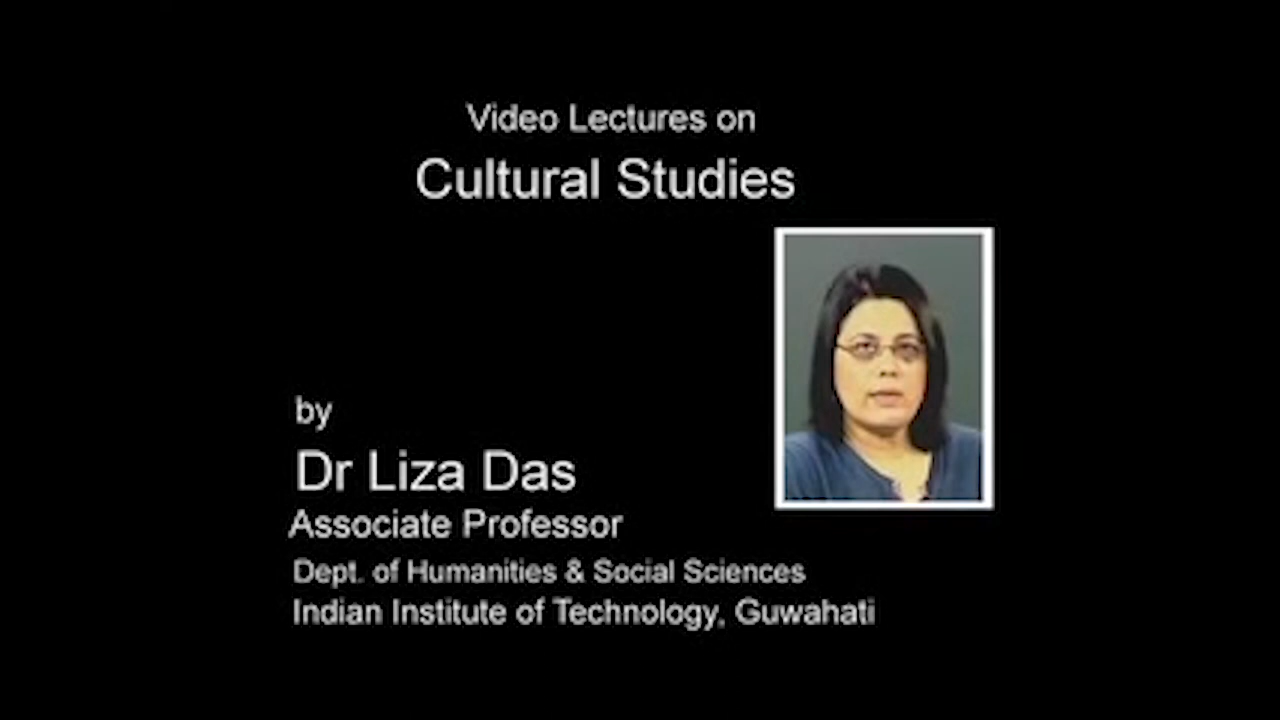 Video Lectures on
Cultural Studies
by
Dr Liza Das
Associate Professor
Dept. of Humanities & Social Sciences
Indian Institute of Technology, Guwahati